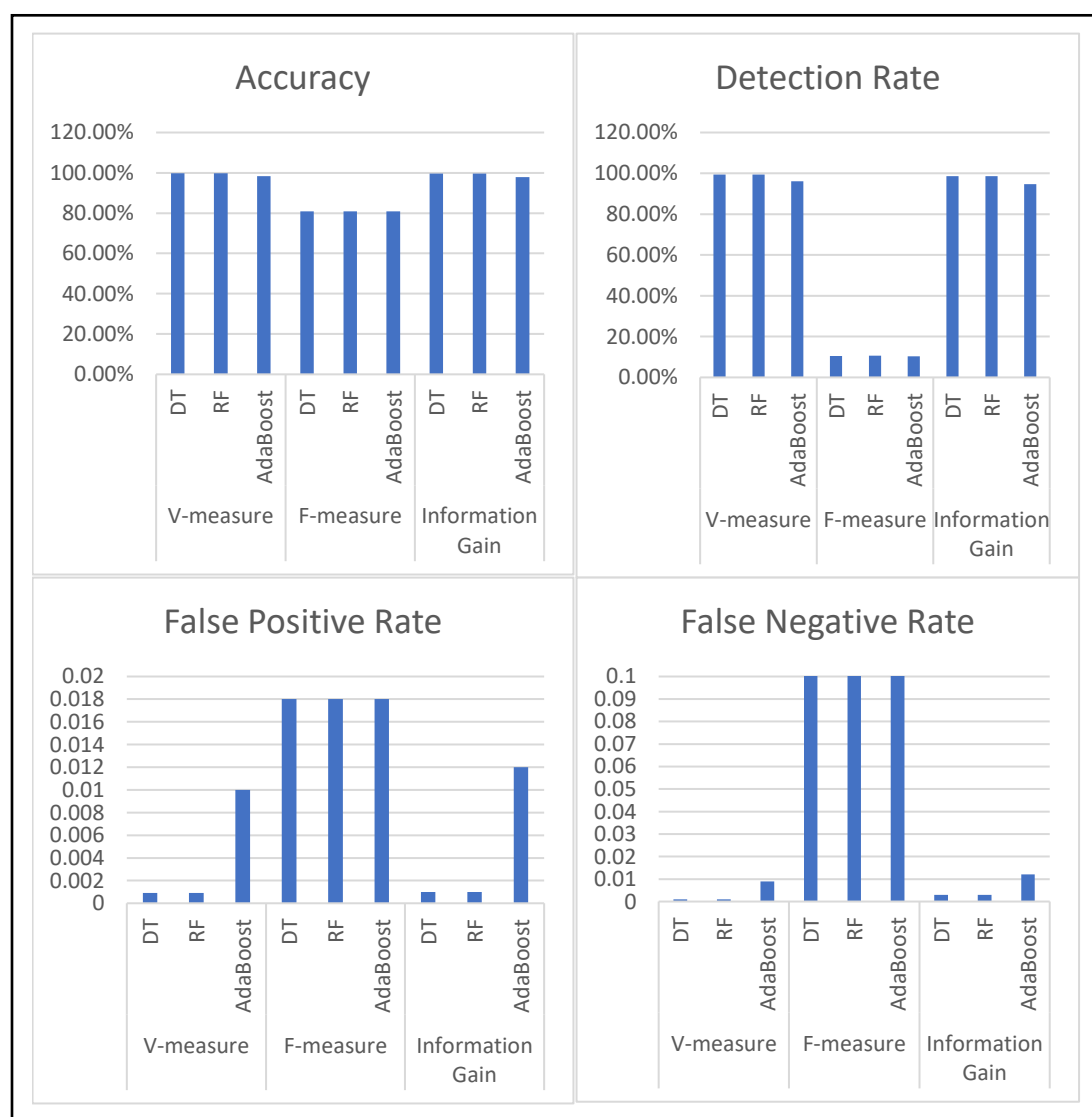 Accuracy
120.00%
100.00%
80.00%
60.00%
40.00%
20.00%
0.00%
DT
RF
AdaBoost
DT
RF
AdaBoost
DT
RF
AdaBoost
V-measure
F-measure
Information
Gain
Detection Rate
120.00%
100.00%
80.00%
60.00%
40.00%
20.00%
0.00%
DT
RF
AdaBoost
DT
RF
AdaBoost
DT
RF
AdaBoost
V-measure
F-measure
Information
Gain
False Positive Rate
0.02
0.018
0.016
0.014
0.012
0.01
0.008
0.006
0.004
0.002
0
DT
RF
AdaBoost
DT
RF
AdaBoost
DT
RF
AdaBoost
V-measure
F-measure
Information
Gain
False Negative Rate
0.1
0.09
0.08
0.07
0.06
0.05
0.04
0.03
0.02
0.01
0
DT
RF
AdaBoost
DT
RF
AdaBoost
DT
RF
AdaBoost
V-measure
F-measure
Information
Gain